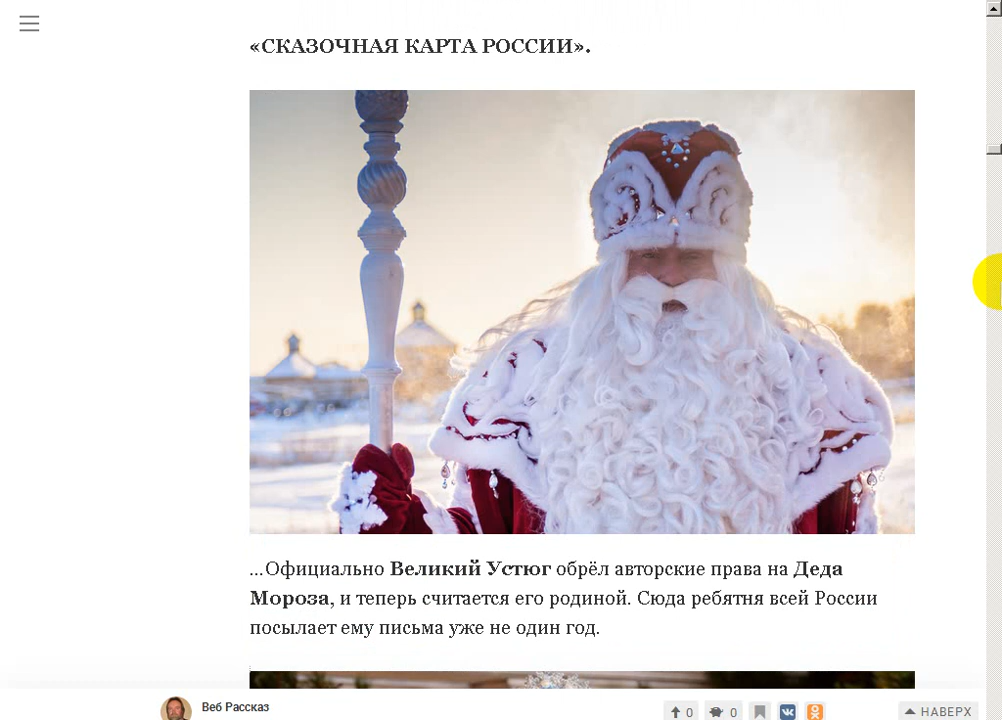 «СКАЗОЧНАЯ КАРТА РОССИИ».
...Официально Великий Устюг обрёл авторские права на Деда
Мороза, и теперь считается его родиной. Сюда ребятня всей России
посылает ему письма уже не один год.
Веб Рассказ
0
0
НАВЕРХ